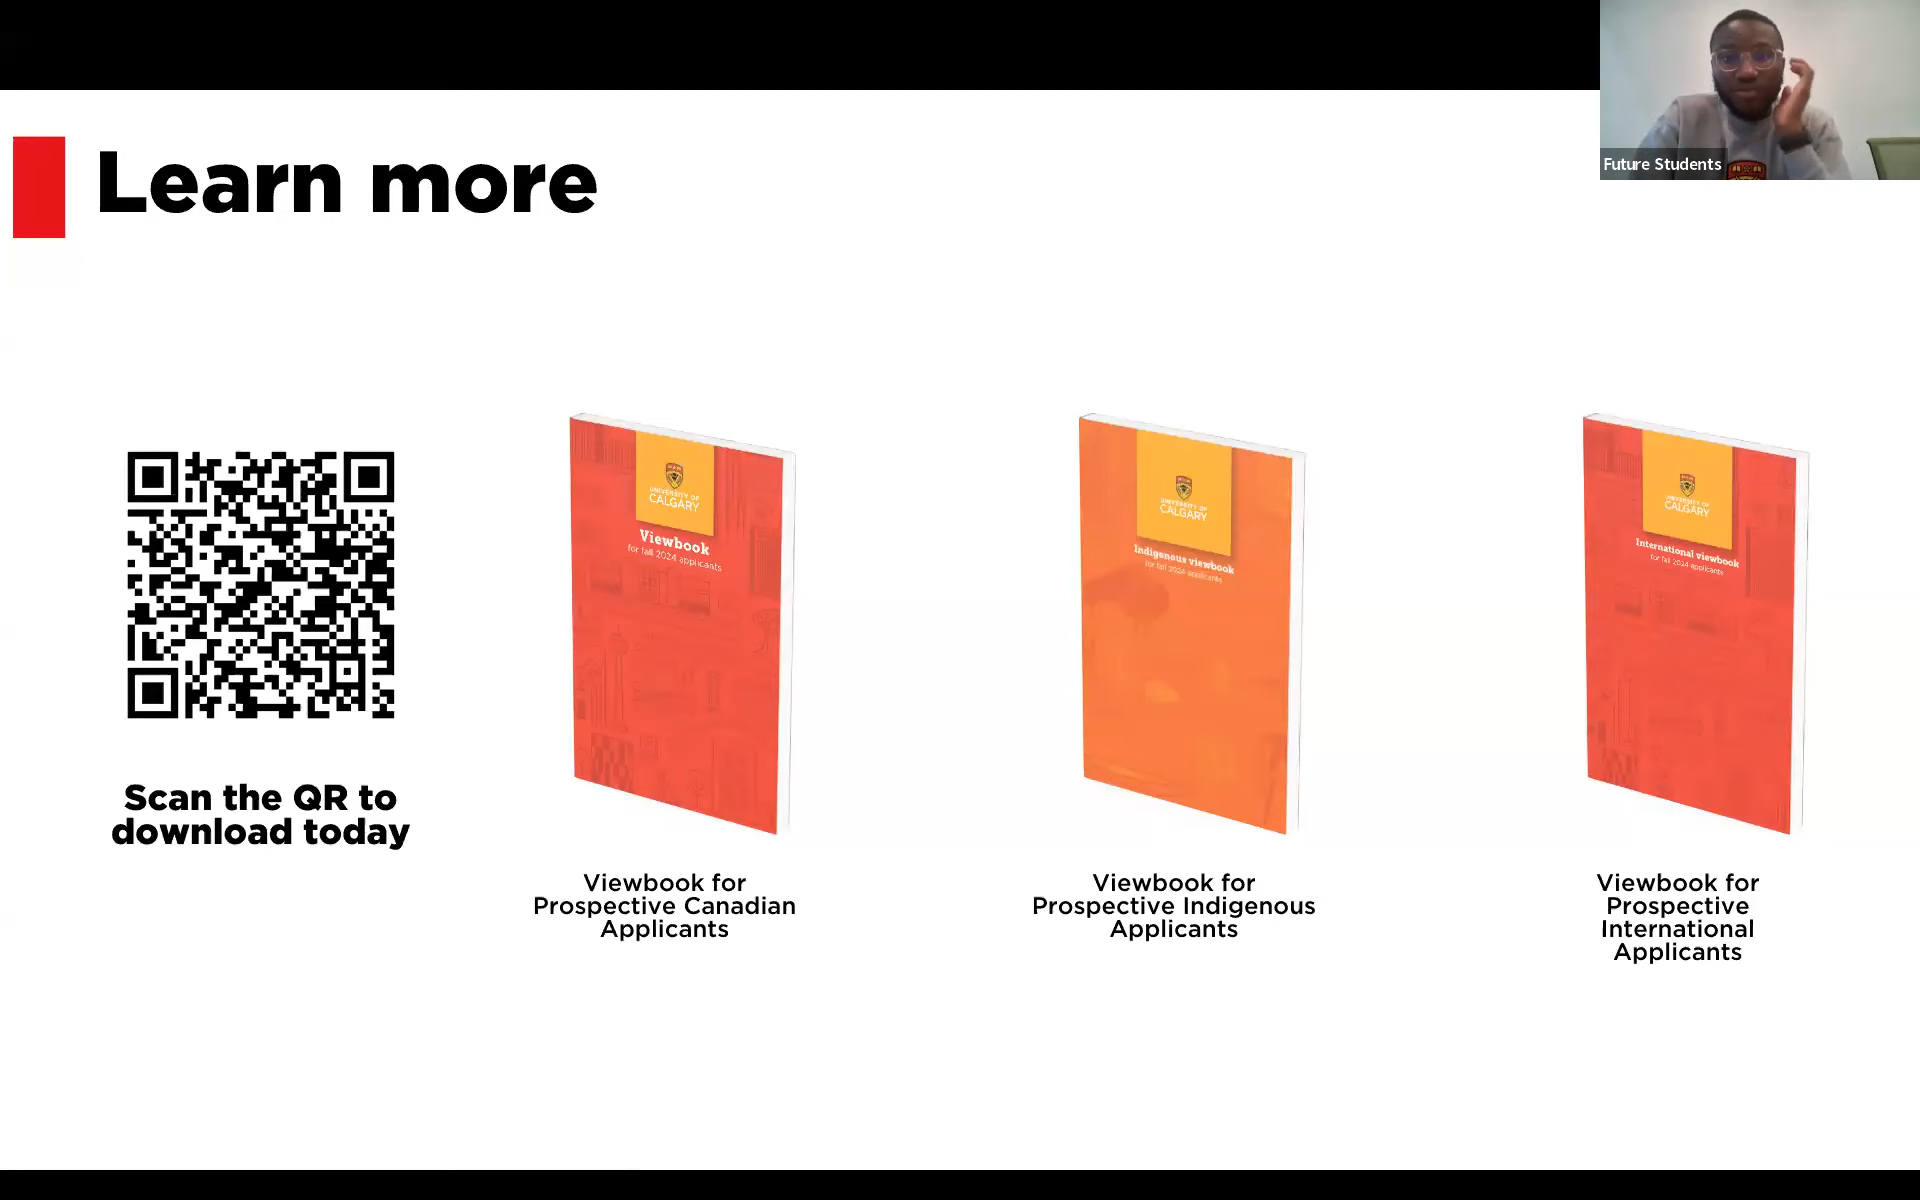 Future Students
Learn more
UNIVERSITY OF
CALGARY
Viewbook
for fall 2024 applicants
UNIVERSITY OF
CALGARY
Indigenous viewbook
for fall 2024 applicants
UNIVERSITY OF
CALGARY
International viewbook
for fall 2024 applicants
Scan the QR to
download today
Viewbook for
Prospective Canadian
Applicants
Viewbook for
Prospective Indigenous
Applicants
Viewbook for
Prospective
International
Applicants